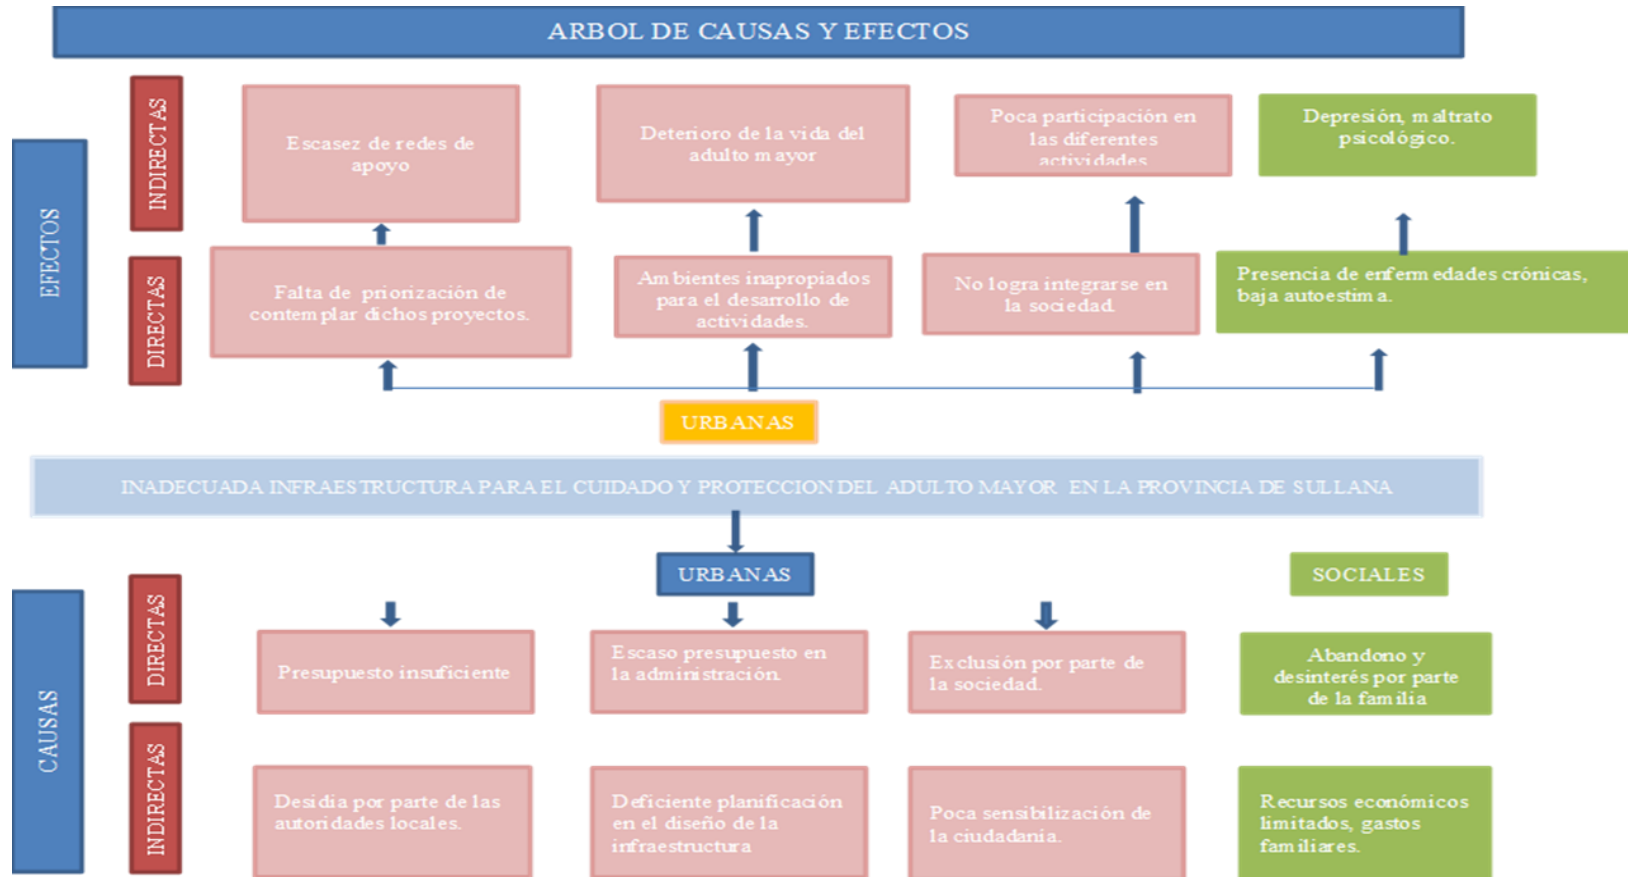 ARBOL DE CAUSAS Y EFECTOS
EFECTOS
INDIRECTAS
Escasez de redes de
apoyo
Deterioro de la vida del
adulto mayor
Poca participación en
las diferentes
actividades
Depresión, maltrato
psicológico.
DIRECTAS
Falta de priorización de
contemplar dichos proyectos.
Ambientes inapropiados
para el desarrollo de
actividades.
No logra integrarse en
la sociedad.
Presencia de enfermedades crónicas,
baja autoestima.
URBANAS
INADECUADA INFRAESTRUCTURA PARA EL CUIDADO Y PROTECCION DEL ADULTO MAYOR EN LA PROVINCIA DE SULLANA
URBANAS
SOCIALES
CAUSAS
DIRECTAS
Presupuesto insuficiente
Escaso presupuesto en
la administración.
Exclusión por parte de
la sociedad.
Abandono y
desinterés por parte
de la familia
INDIRECTAS
Desidia por parte de las
autoridades locales.
Deficiente planificación
en el diseño de la
infraestructura
Poca sensibilización de
la ciudadanía.
Recursos económicos
limitados, gastos
familiares.